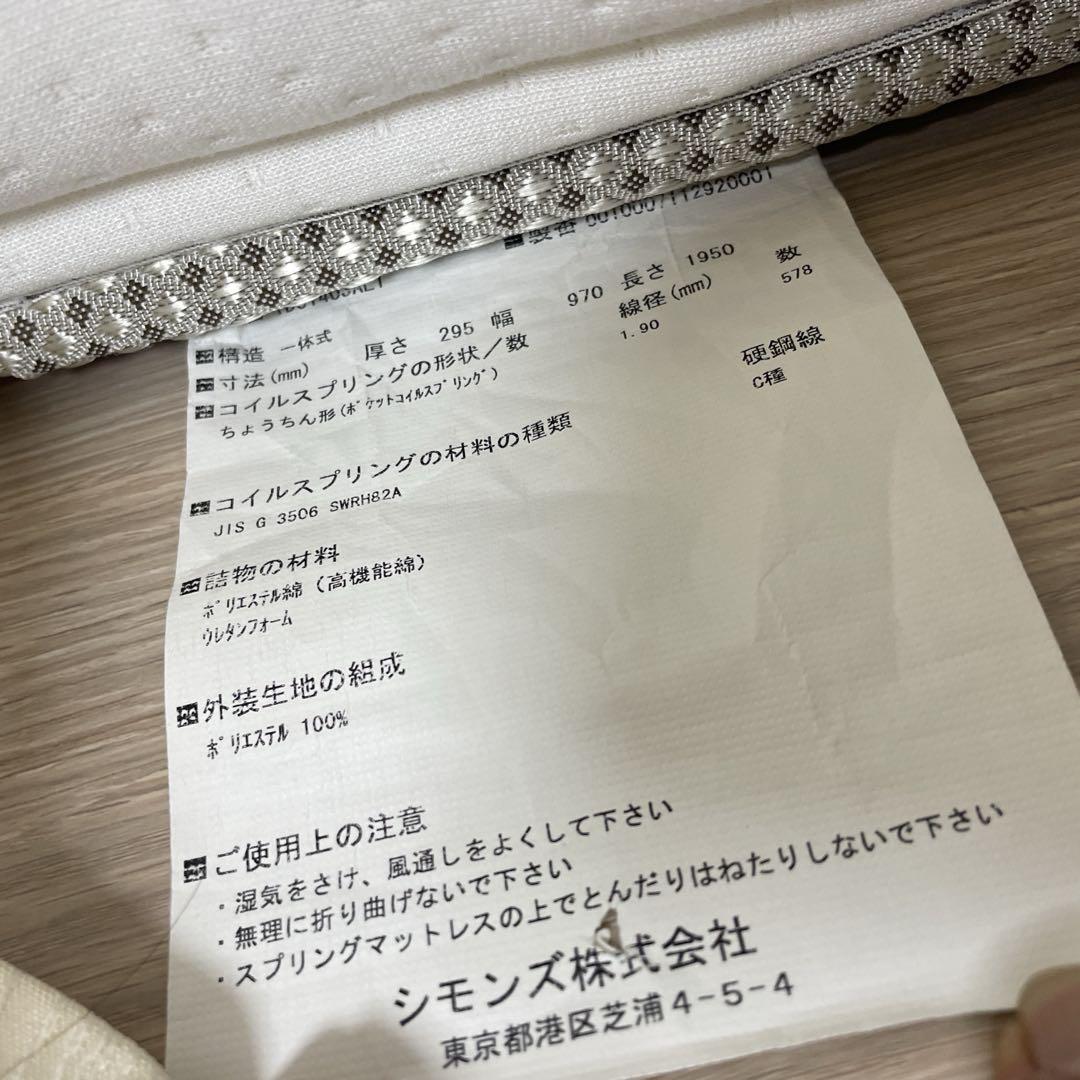 製番 0010007112920001
構造 一体式
寸法(mm) 厚さ 295 幅 970 長さ 1950
コイルスプリングの形状/数 線径(mm) 数
ちょうちん形(ポケットコイルスプリング) 1.90 578
コイルスプリングの材料の種類 硬鋼線
JIS G 3506 SWRH82A C種
詰物の材料
ポリエステル綿(高機能綿)
ウレタンフォーム
外装生地の組成
ポリエステル 100%
ご使用上の注意
・湿気をさけ、風通しをよくして下さい
・無理に折り曲げないで下さい
・スプリングマットレスの上でとんだりはねたりしないで下さい
シモンズ株式会社
東京都港区芝浦4-5-4